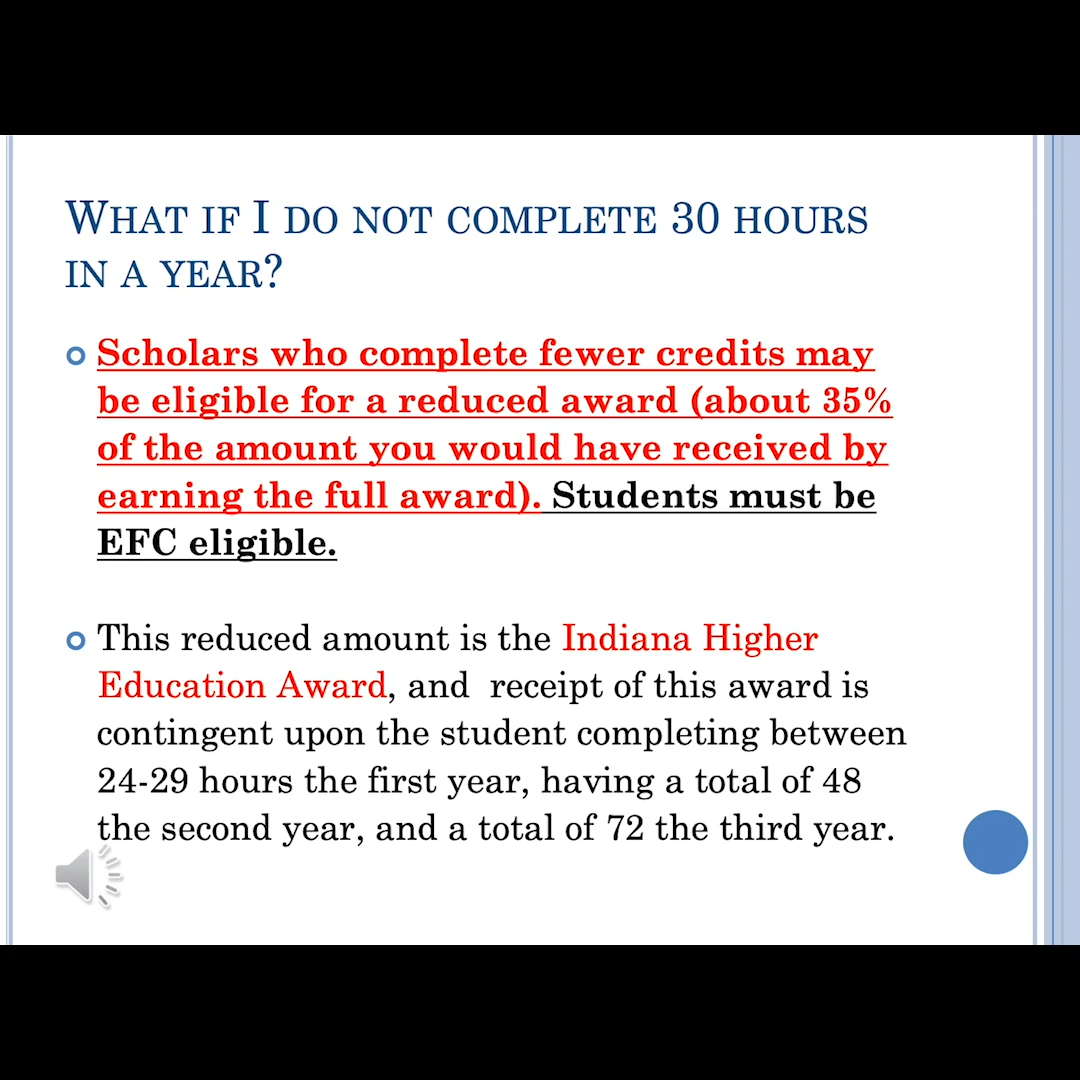 WHAT IF I DO NOT COMPLETE 30 HOURS
IN A YEAR?
Scholars who complete fewer credits may
be eligible for a reduced award (about 35%
of the amount you would have received by
earning the full award). Students must be
EFC eligible.
This reduced amount is the Indiana Higher
Education Award, and receipt of this award is
contingent upon the student completing between
24-29 hours the first year, having a total of 48
the second year, and a total of 72 the third year.